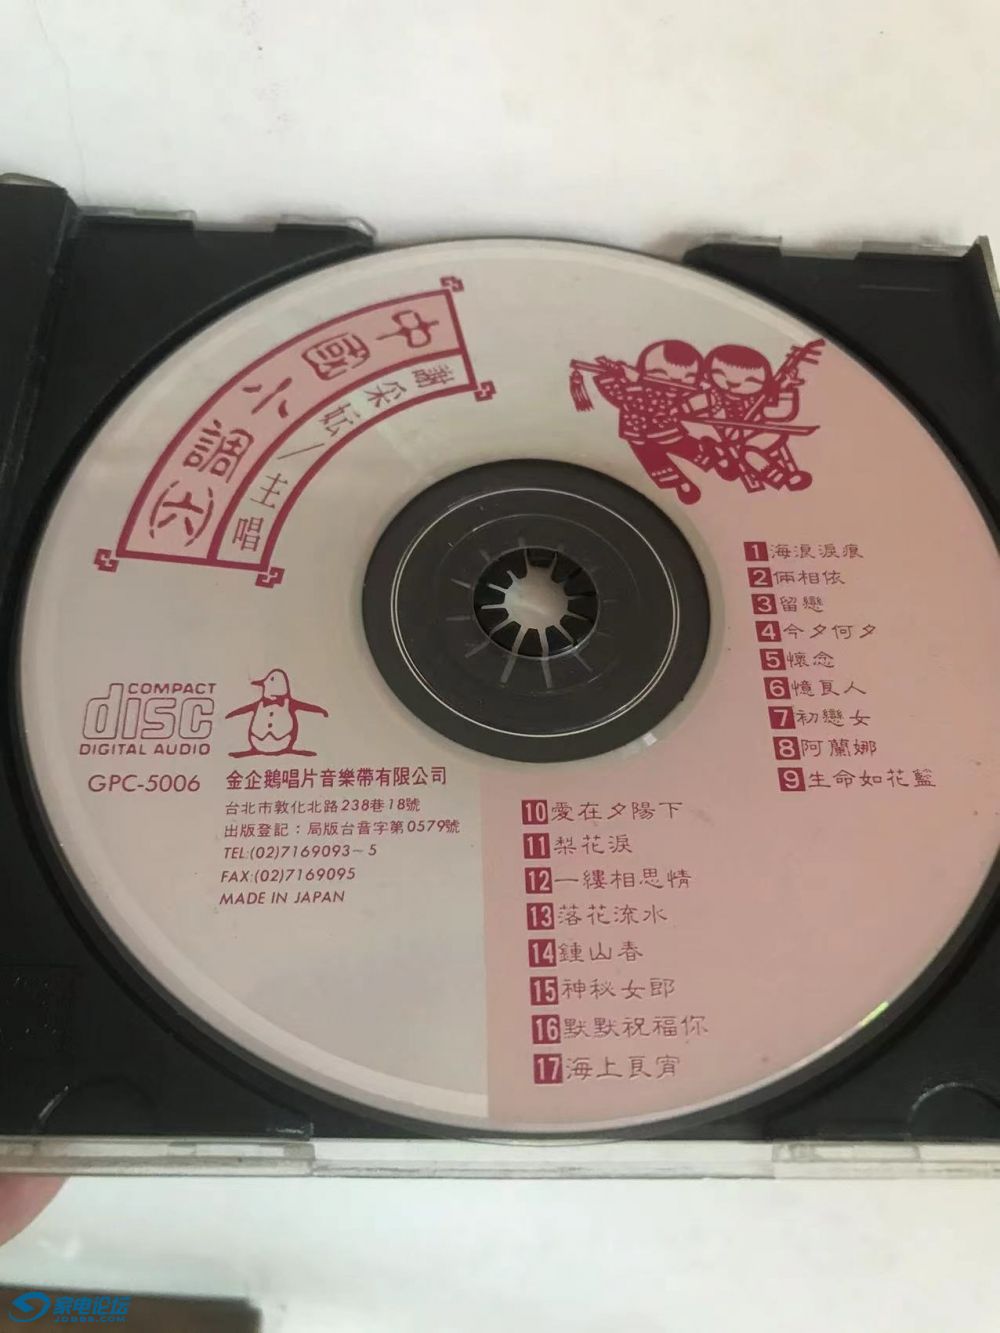 中國小調㊅
謝采妘/主唱
1 海浪淚痕
2 倆相依
3 留戀
4 今夕何夕
5 懷念
6 憶良人
7 初戀女
8 阿蘭娜
9 生命如花籃
10 愛在夕陽下
11 梨花淚
12 一縷相思情
13 落花流水
14 鍾山春
15 神秘女郎
16 默默祝福你
17 海上良宵
COMPACT
disc
DIGITAL AUDIO
GPC-5006
金企鵝唱片音樂帶有限公司
台北市敦化北路238巷18號
出版登記：局版台音字第0579號
TEL:(02)7169093~5
FAX:(02)7169095
MADE IN JAPAN
家电论坛
JD88S.COM